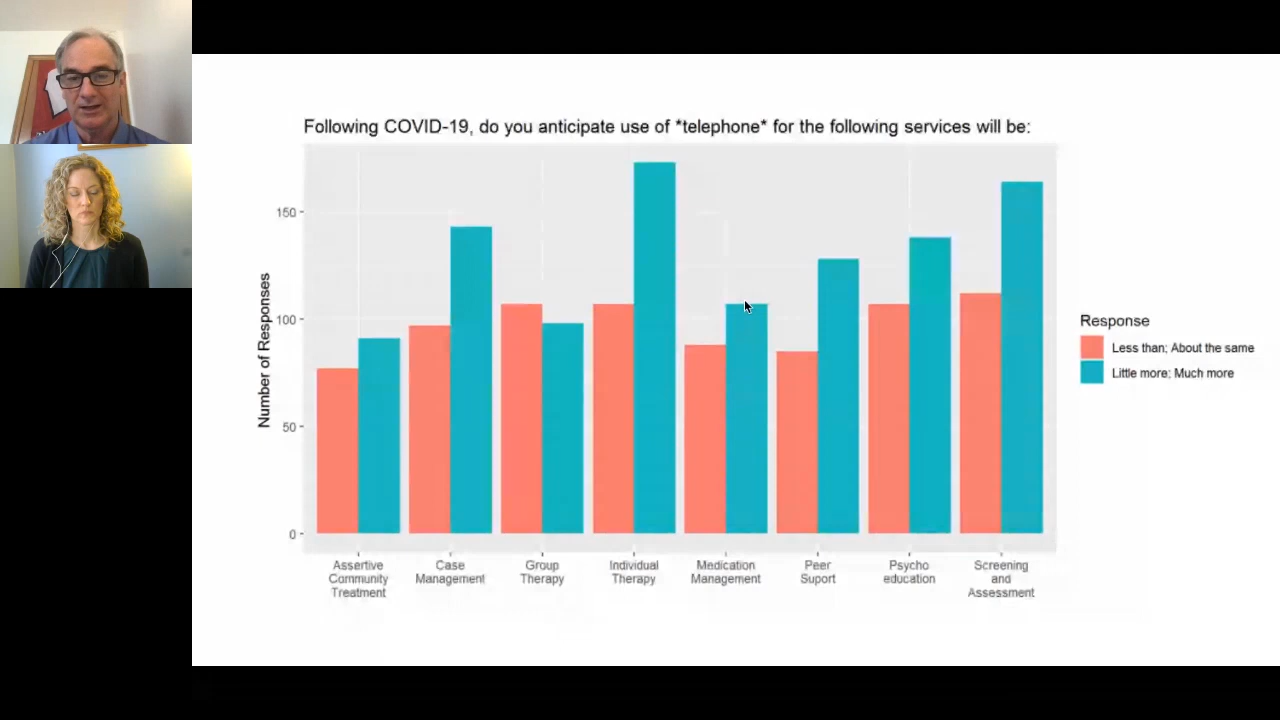 Following COVID-19, do you anticipate use of *telephone* for the following services will be:
Number of Responses
150
100
50
0
Assertive
Community
Treatment
Case
Management
Group
Therapy
Individual
Therapy
Medication
Management
Peer
Suport
Psycho
education
Screening
and
Assessment
Response
Less than; About the same
Little more; Much more